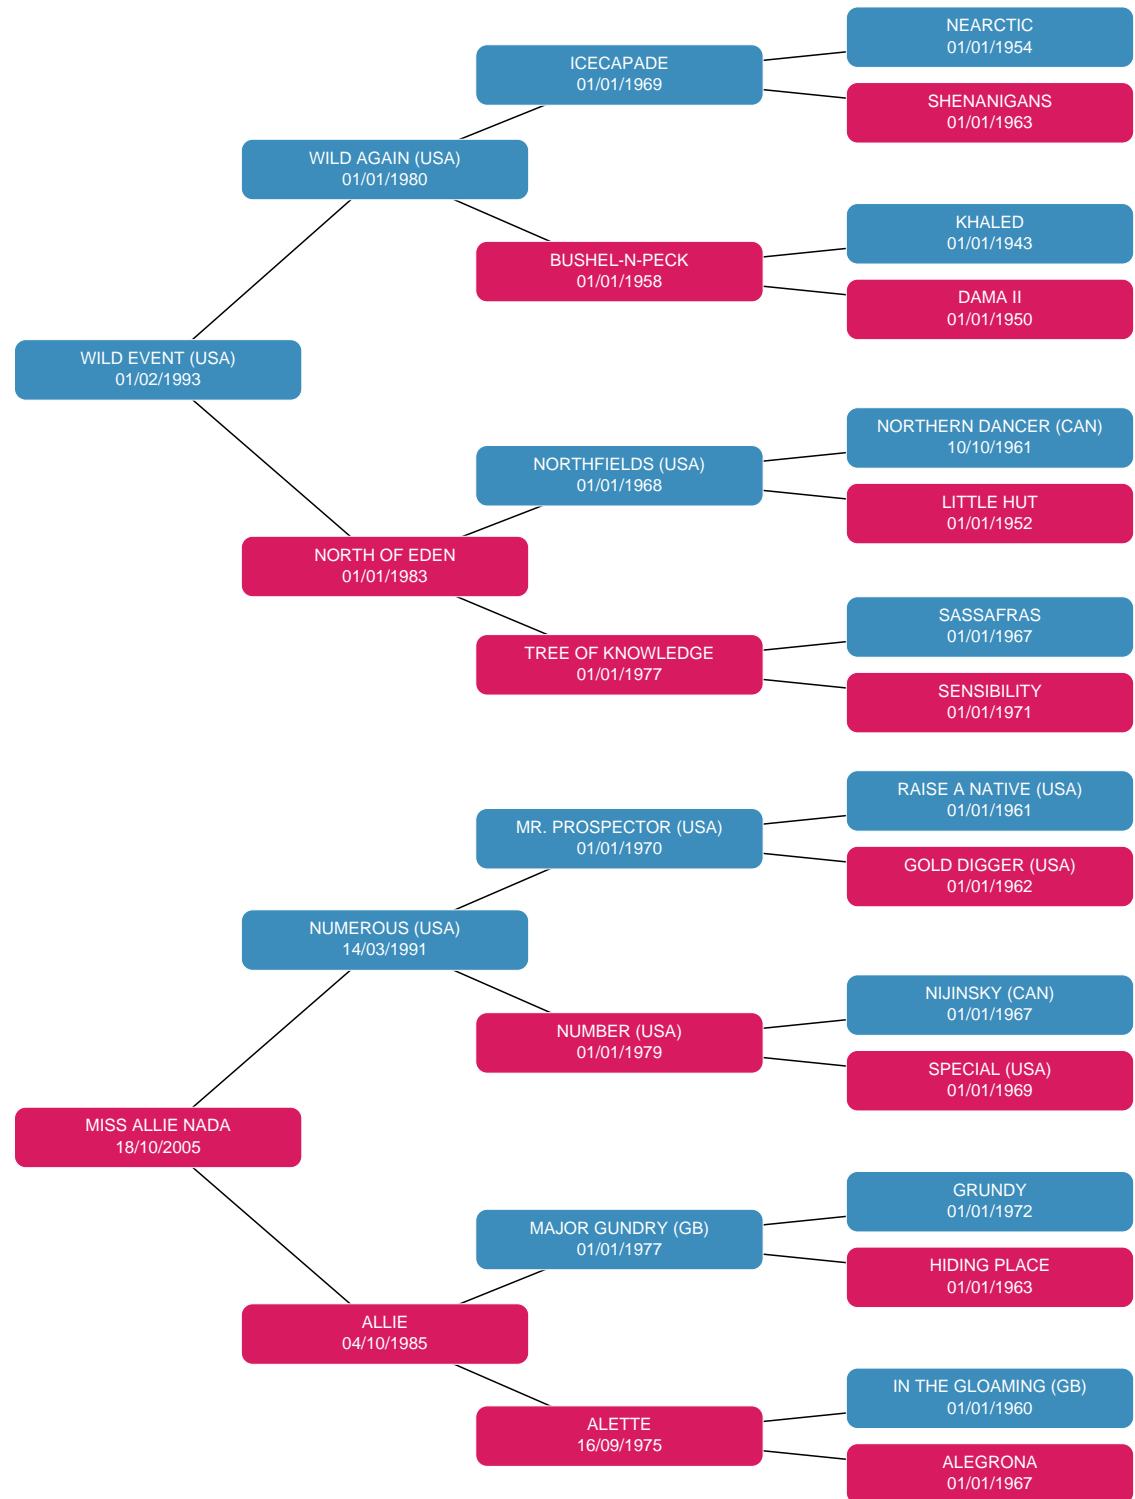 NEARCTIC
01/01/1954
ICECAPADE
01/01/1969
SHENANIGANS
01/01/1963
WILD AGAIN (USA)
01/01/1980
KHALED
01/01/1943
BUSHEL-N-PECK
01/01/1958
DAMA II
01/01/1950
WILD EVENT (USA)
01/02/1993
NORTHERN DANCER (CAN)
10/10/1961
NORTHFIELDS (USA)
01/01/1968
LITTLE HUT
01/01/1952
NORTH OF EDEN
01/01/1983
SASSAFRAS
01/01/1967
TREE OF KNOWLEDGE
01/01/1977
SENSIBILITY
01/01/1971
RAISE A NATIVE (USA)
01/01/1961
MR. PROSPECTOR (USA)
01/01/1970
GOLD DIGGER (USA)
01/01/1962
NUMEROUS (USA)
14/03/1991
NIJINSKY (CAN)
01/01/1967
NUMBER (USA)
01/01/1979
SPECIAL (USA)
01/01/1969
MISS ALLIE NADA
18/10/2005
GRUNDY
01/01/1972
MAJOR GUNDRY (GB)
01/01/1977
HIDING PLACE
01/01/1963
ALLIE
04/10/1985
IN THE GLOAMING (GB)
01/01/1960
ALETTE
16/09/1975
ALEGRONA
01/01/1967